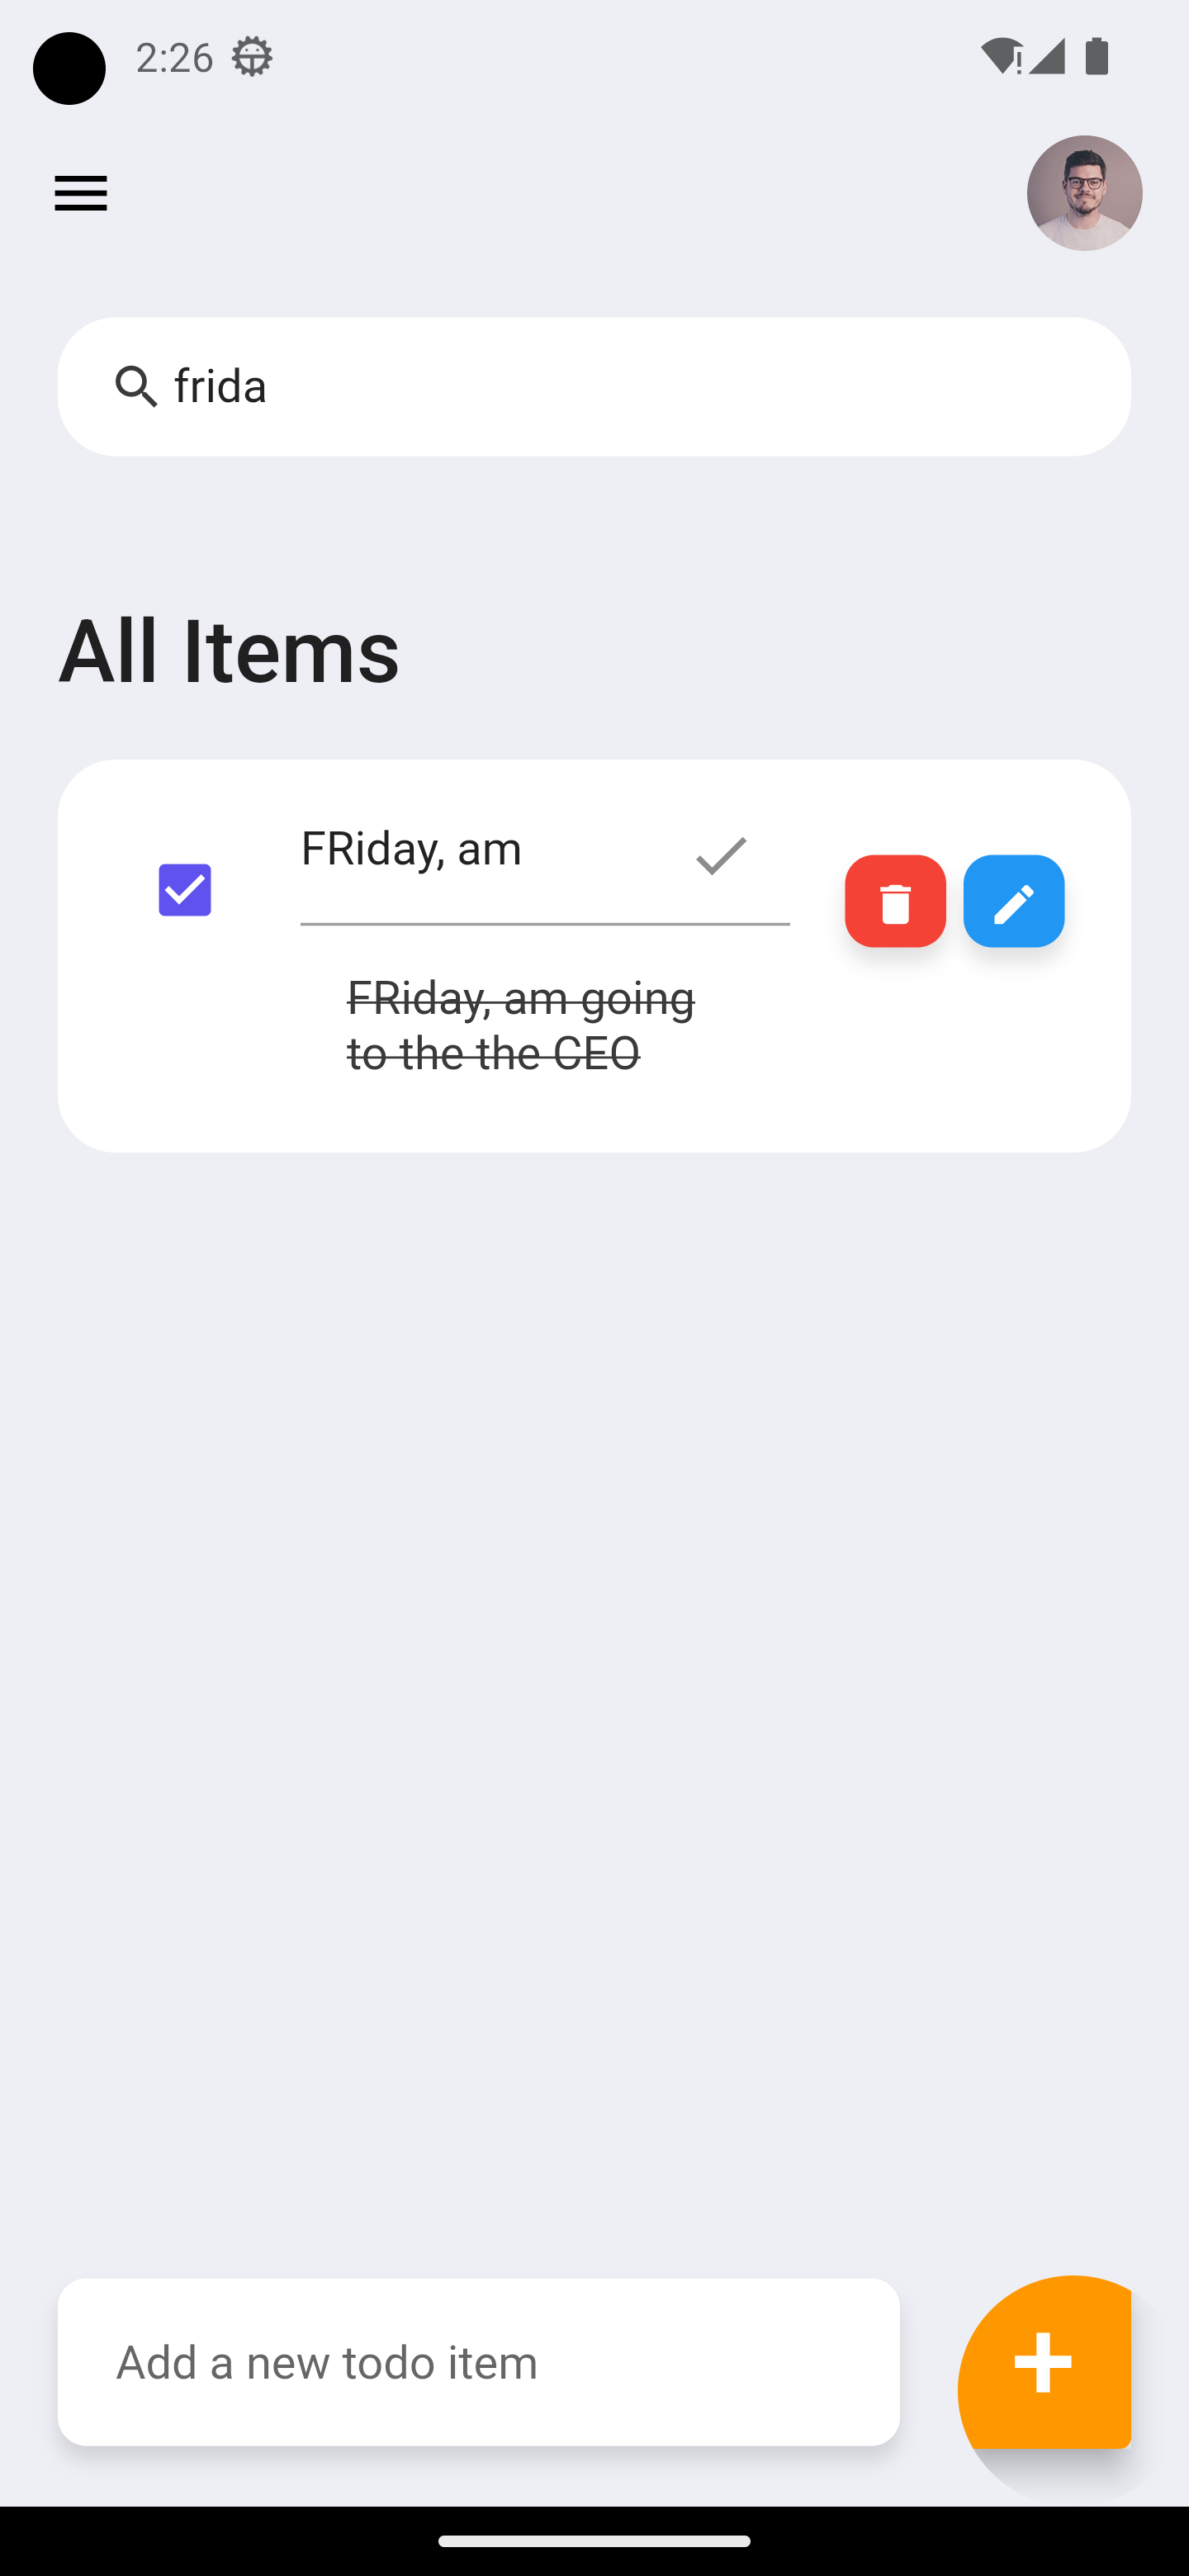 2:26
frida
All Items
FRiday, am
FRiday, am going
to the the CEO
Add a new todo item